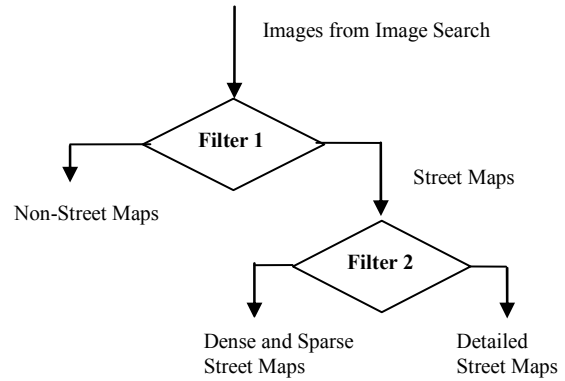 Images from Image Search
Filter 1
Street Maps
Non-Street Maps
Filter 2
Dense and Sparse
Street Maps
Detailed
Street Maps